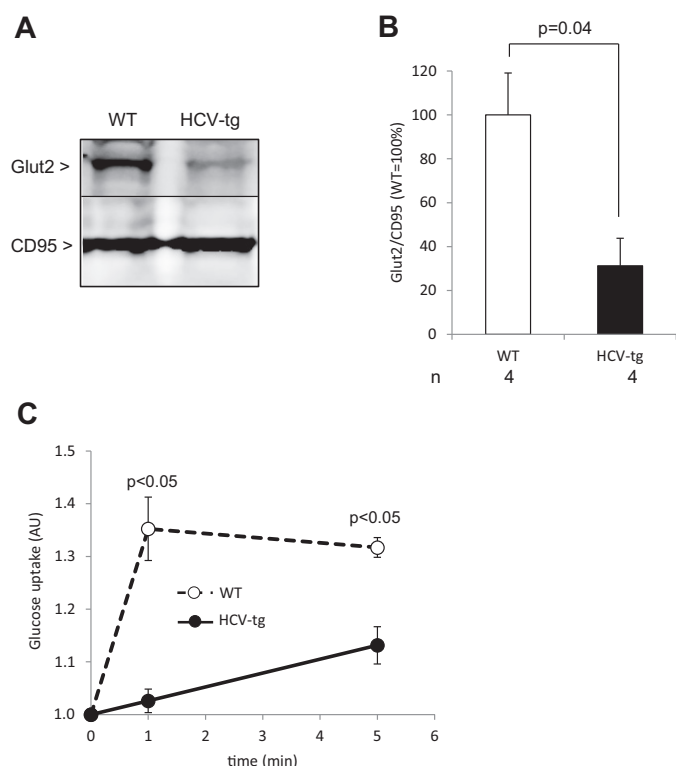 A
WT HCV-tg
Glut2 >
CD95 >
B
p=0.04
Glut2/CD95 (WT=100%)
120
100
80
60
40
20
0
WT HCV-tg
n 4 4
C
Glucose uptake (AU)
1.5
1.4
1.3
1.2
1.1
1.0
p<0.05
p<0.05
WT
HCV-tg
0 1 2 3 4 5 6
time (min)